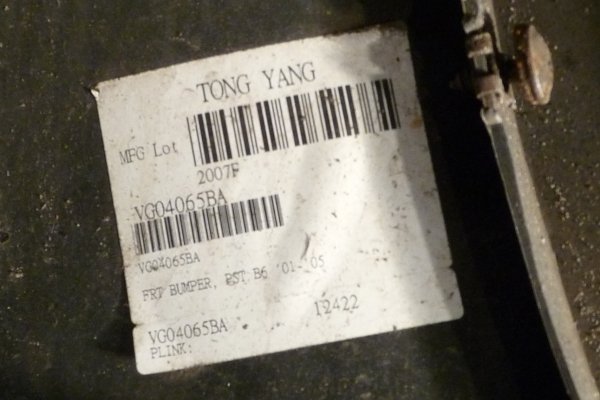 TONG YANG
MFG Lot
2007F
VG04065BA
VG04065BA
FRT BUMPER, PST B6 '01-'05
VG04065BA 12422
PLINK: